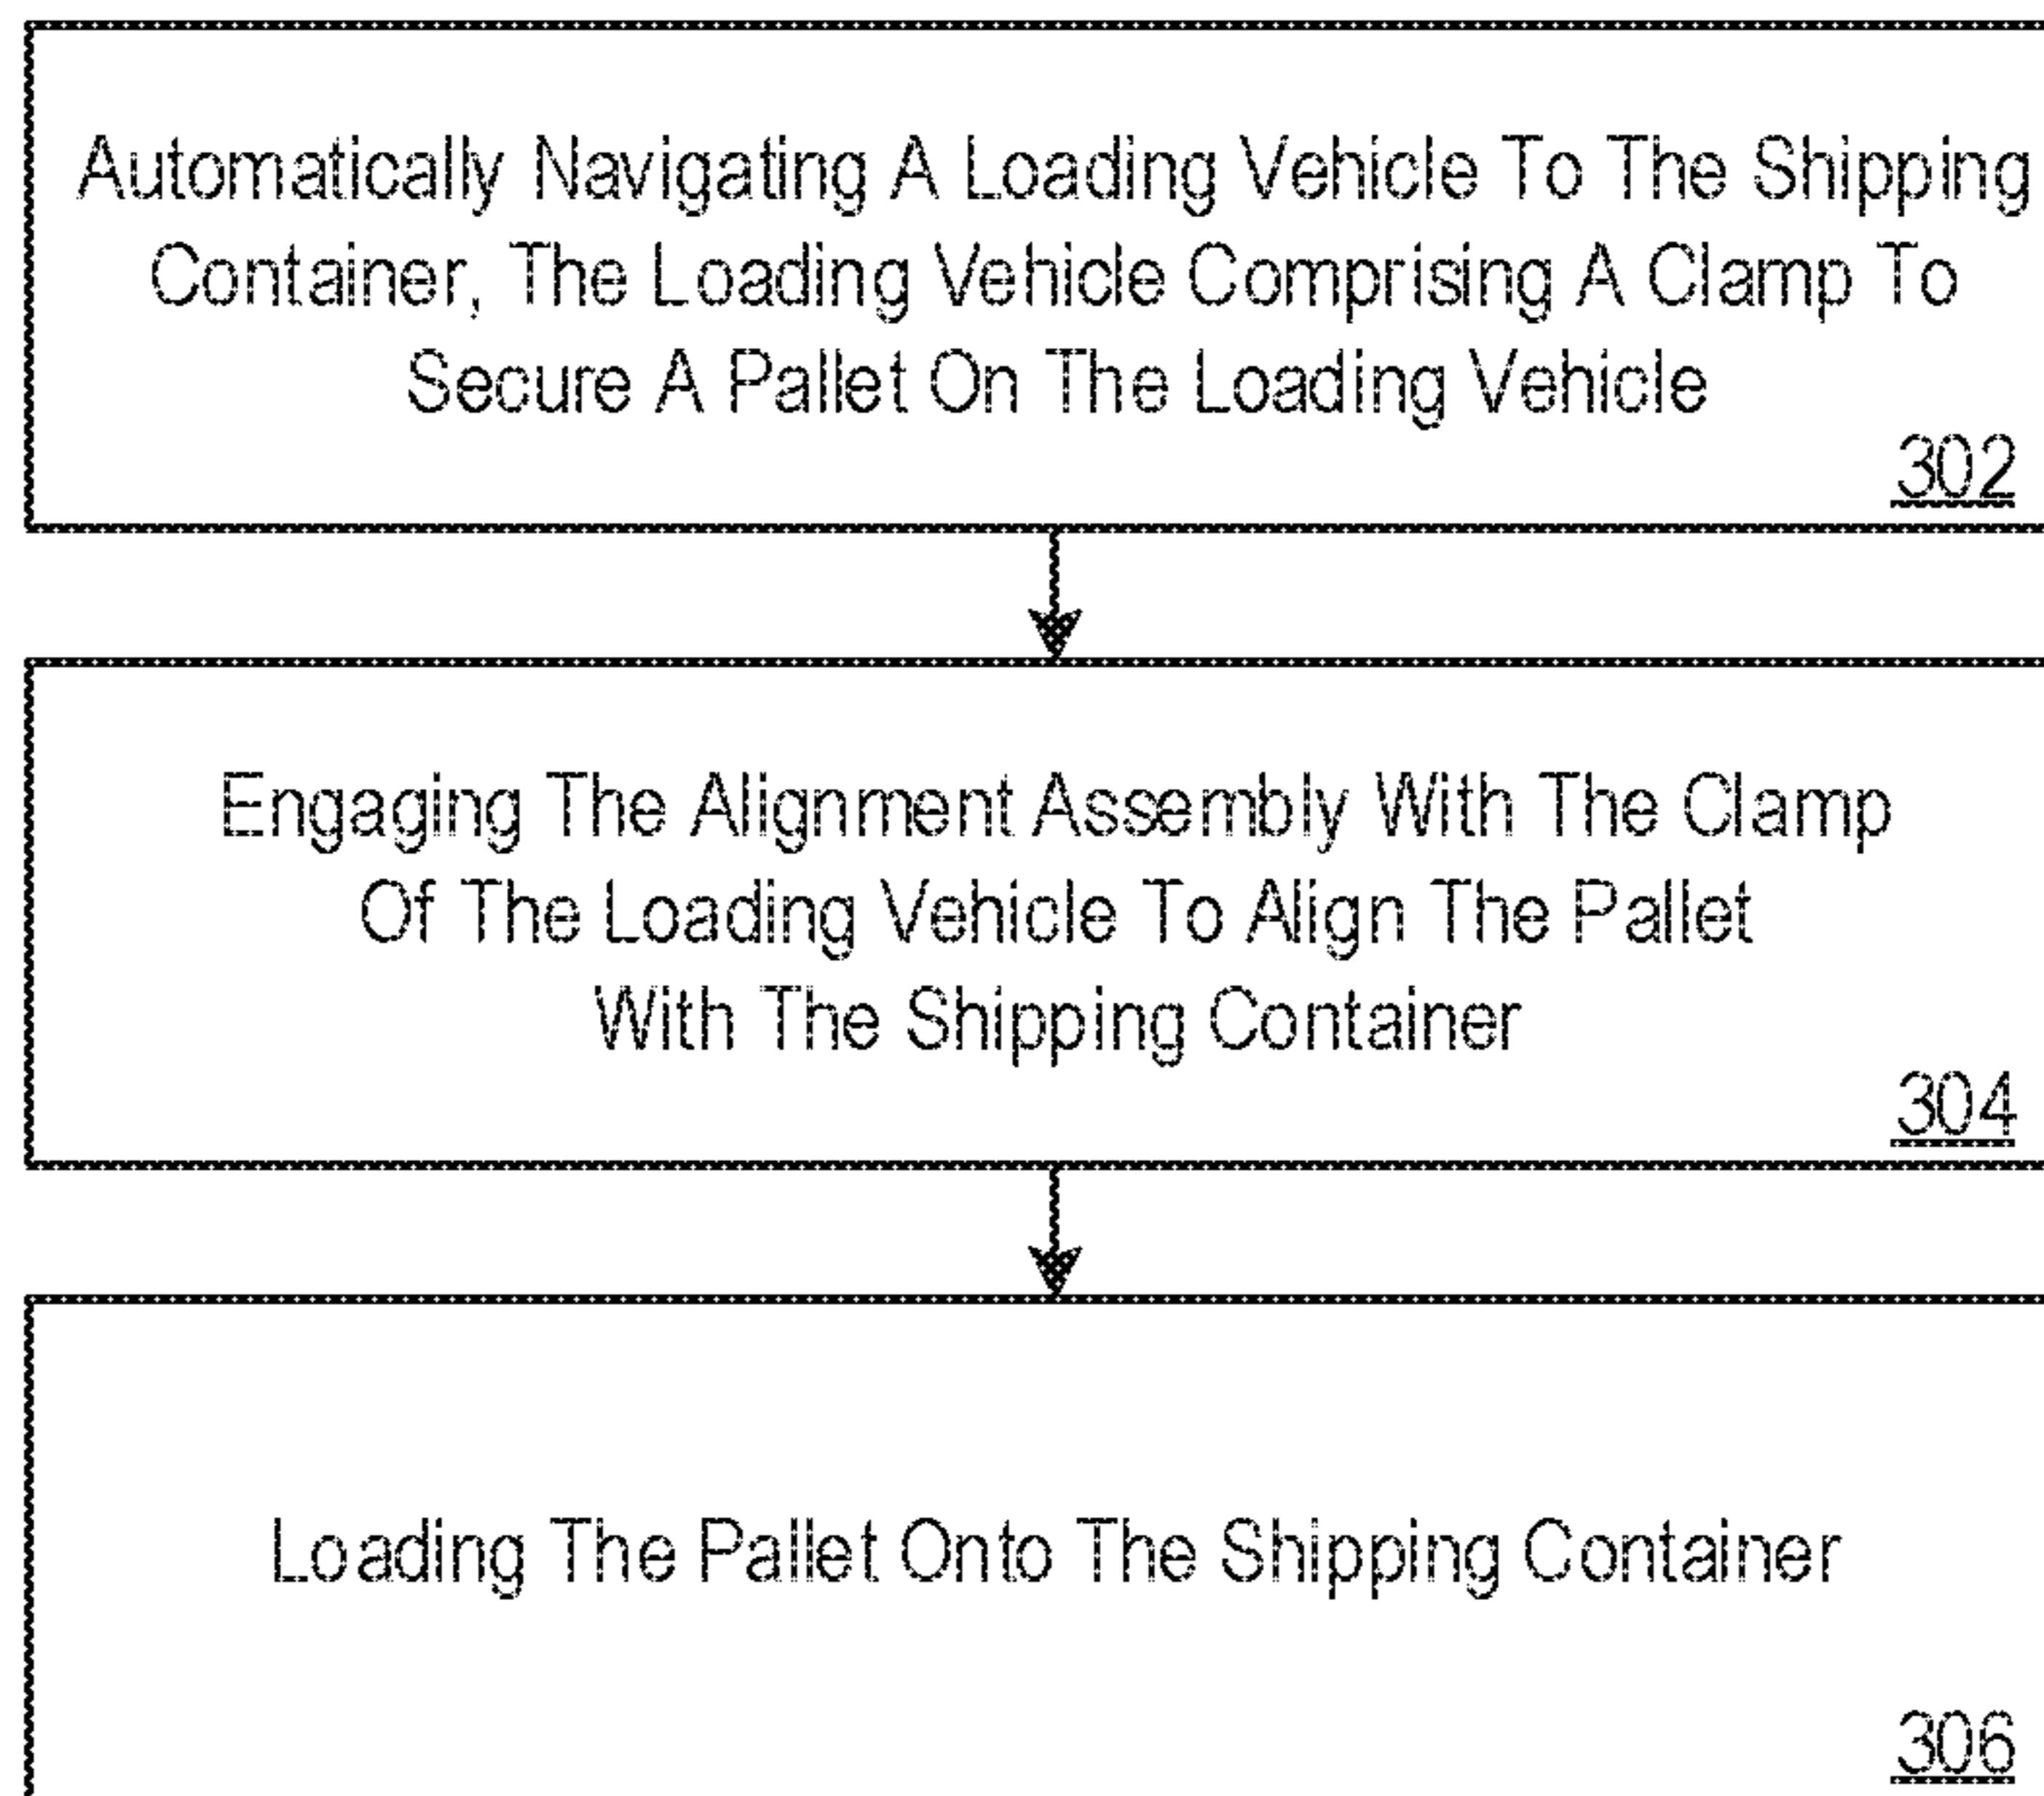 Automatically Navigating A Loading Vehicle To The Shipping
Container, The Loading Vehicle Comprising A Clamp To
Secure A Pallet On The Loading Vehicle
302
Engaging The Alignment Assembly With The Clamp
Of The Loading Vehicle To Align The Pallet
With The Shipping Container
304
Loading The Pallet Onto The Shipping Container
306